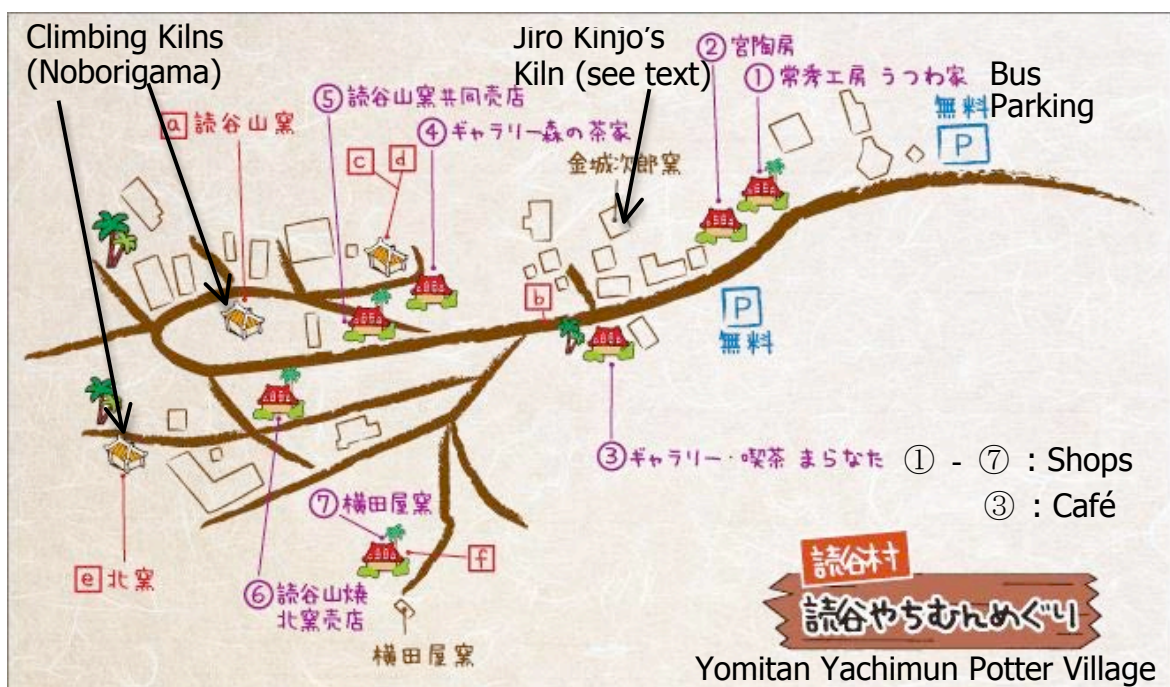 Climbing Kilns
(Noborigama)
Jiro Kinjo's
Kiln (see text)
②宮陶房
①常秀工房 うつわ家
Bus
Parking
無料
P
⑤読谷山窯共同売店
a 読谷山窯
④ギャラリー森の茶家
c d
金城次郎窯
b
P
無料
③ギャラリー・喫茶 まらなた
① - ⑦ : Shops
③ : Café
⑦横田屋窯
f
e 北窯
⑥読谷山焼
北窯売店
横田屋窯
読谷村
読谷やちむんめぐり
Yomitan Yachimun Potter Village